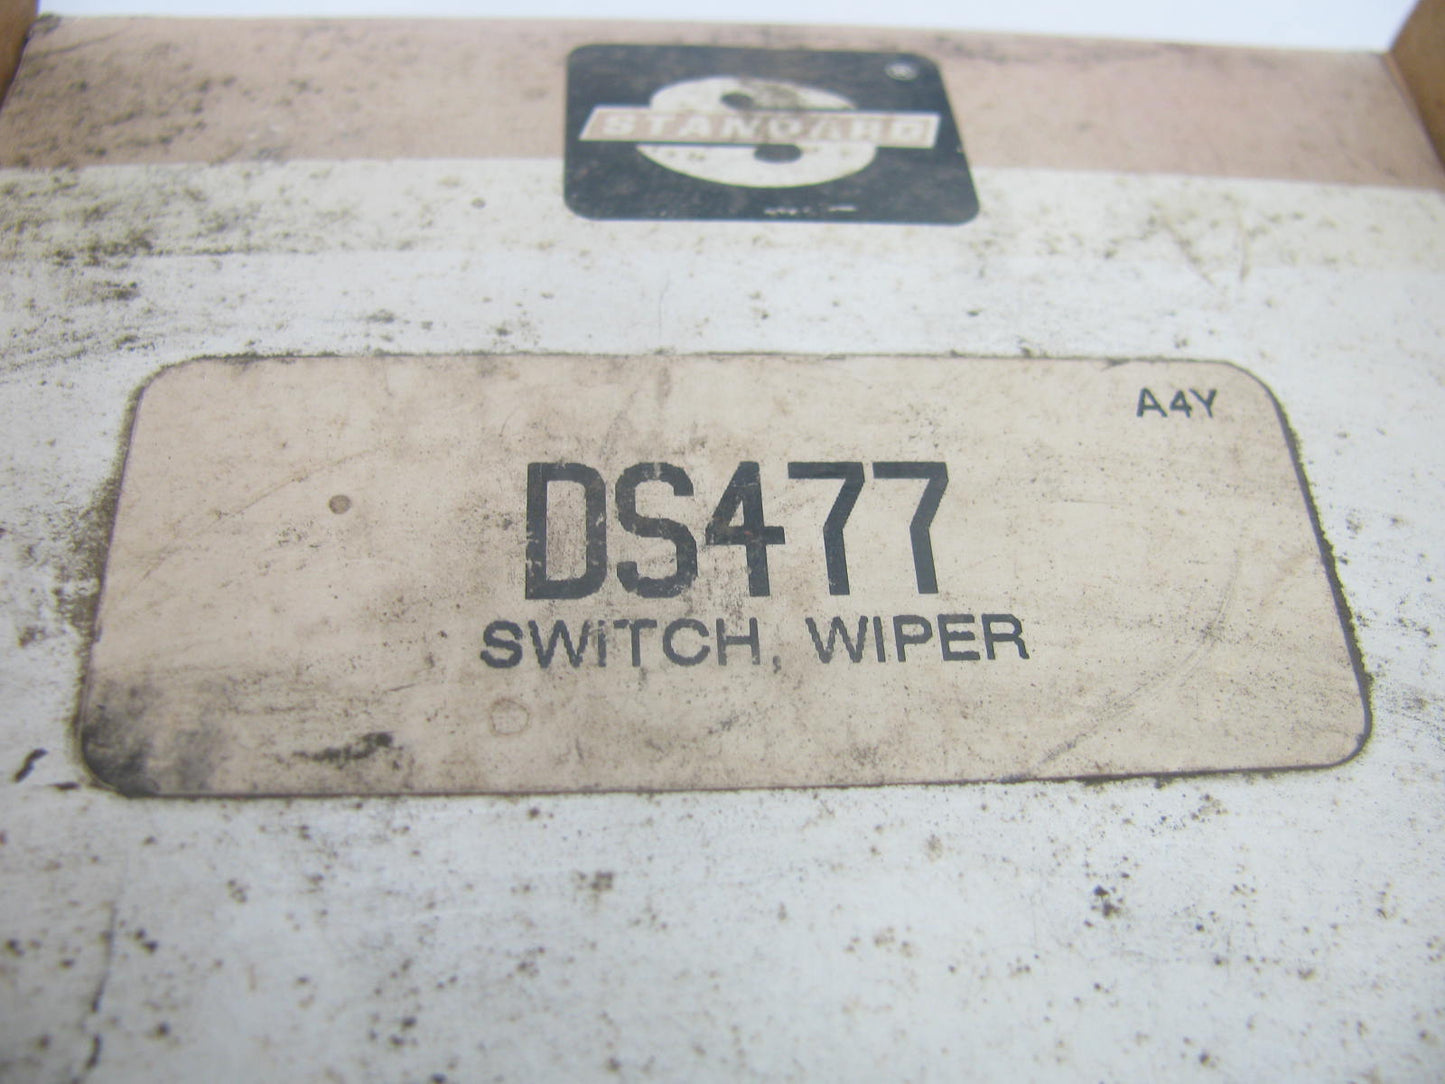 STANDARD
A4Y
DS477
SWITCH, WIPER